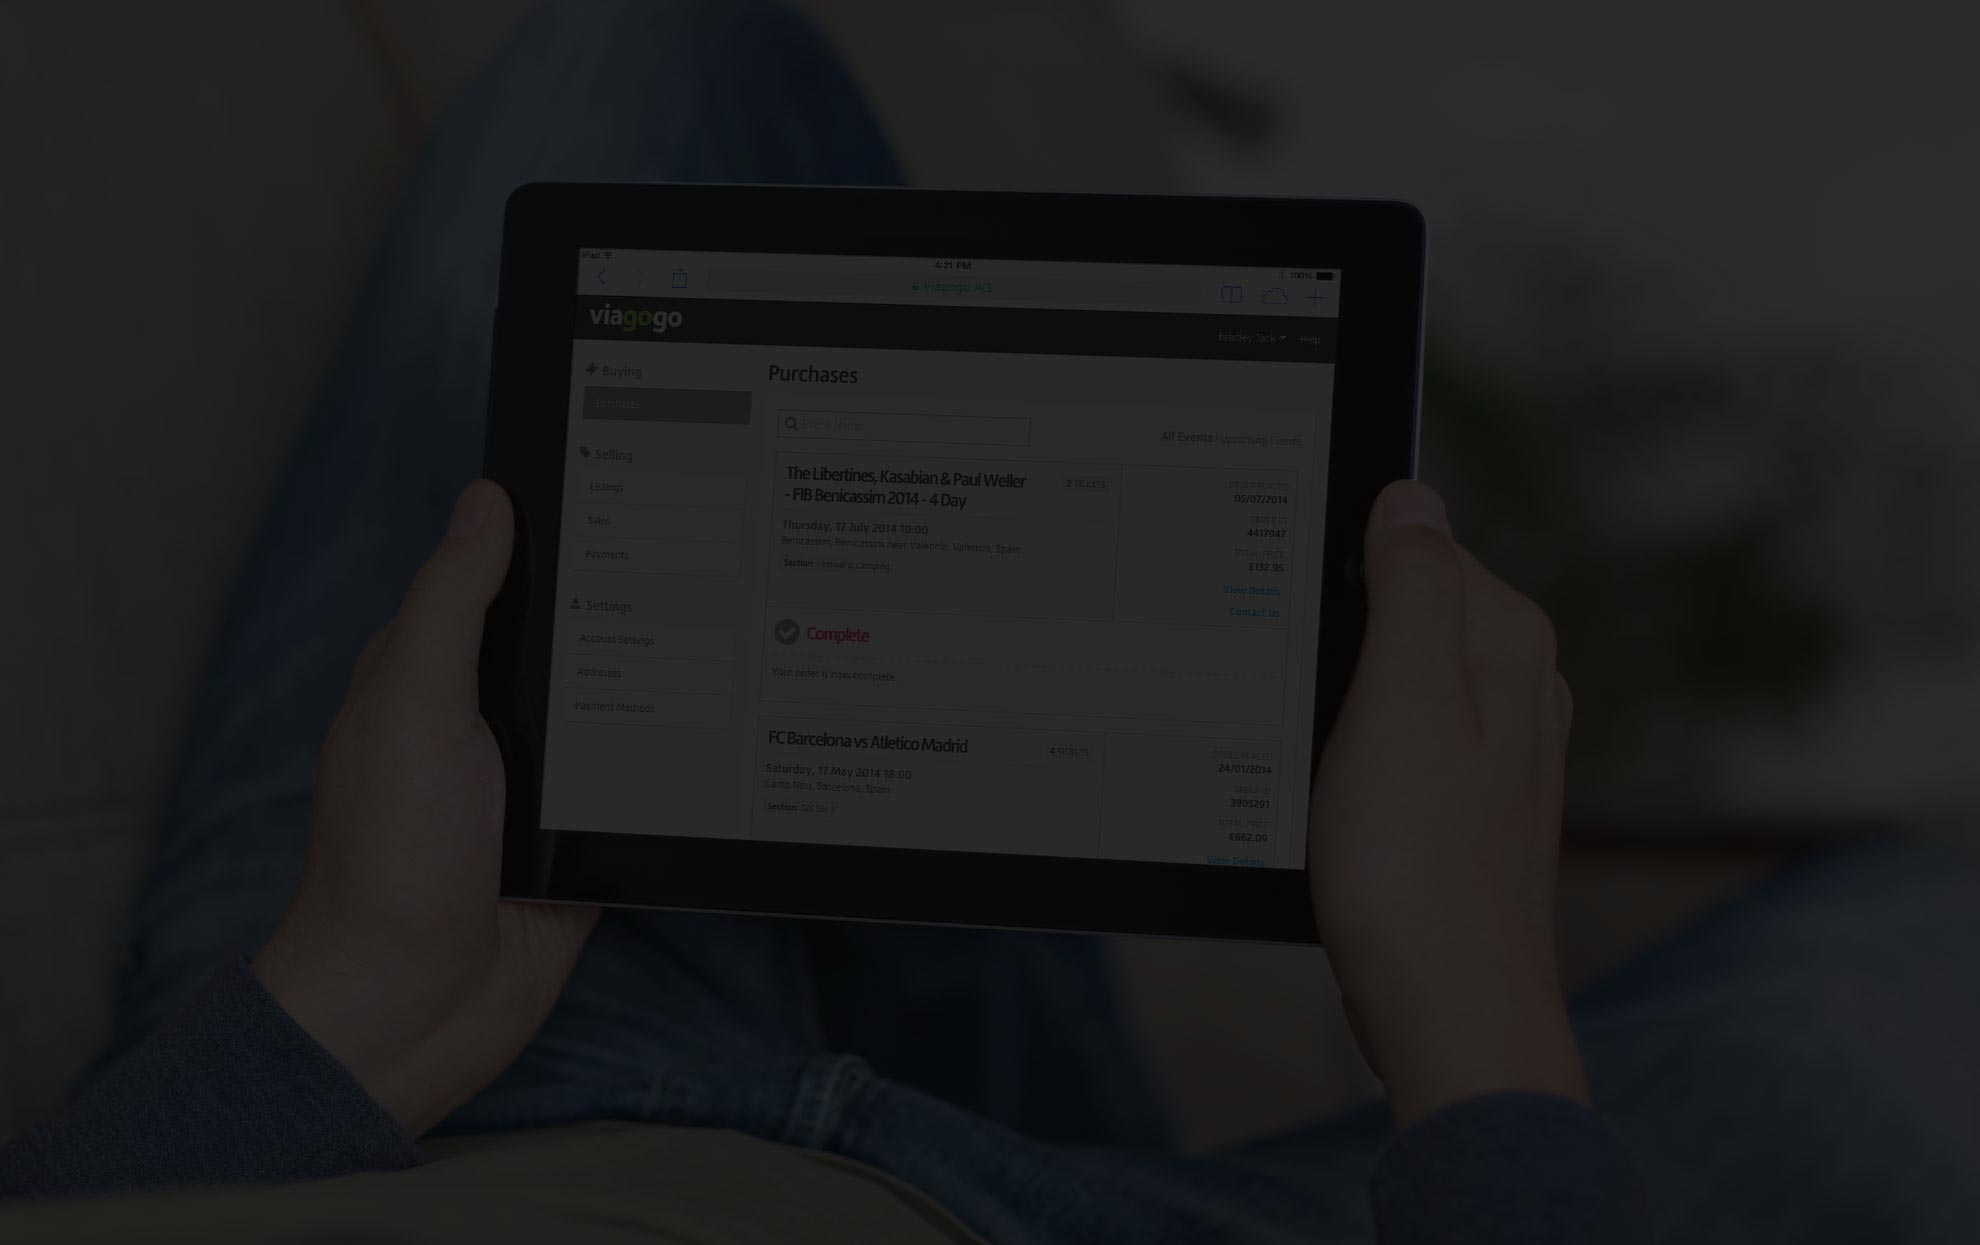 iPad
4:21 PM
100%
Viagogo AG
viagogo
bradley Jack
Help
Buying
Purchases
Selling
Listings
Sales
Payments
Settings
Account Settings
Addresses
Payment Methods
Purchases
Event Name
All Events | Upcoming Events
The Libertines, Kasabian & Paul Weller
- FIB Benicassim 2014 - 4 Day
2 TICKETS
Thursday, 17 July 2014 10:00
Benicassim, Benicassim near Valencia, Valencia, Spain
Section: Festival & Camping
ORDER PLACED
05/07/2014
ORDER ID
4417947
TOTAL PRICE
£132.95
View Details
Contact Us
Complete
Your order is now complete
FC Barcelona vs Atletico Madrid
4 TICKETS
Saturday, 17 May 2014 18:00
Camp Nou, Barcelona, Spain
Section: Gol Sul 1
ORDER PLACED
24/01/2014
ORDER ID
3905291
TOTAL PRICE
€662.09
View Details